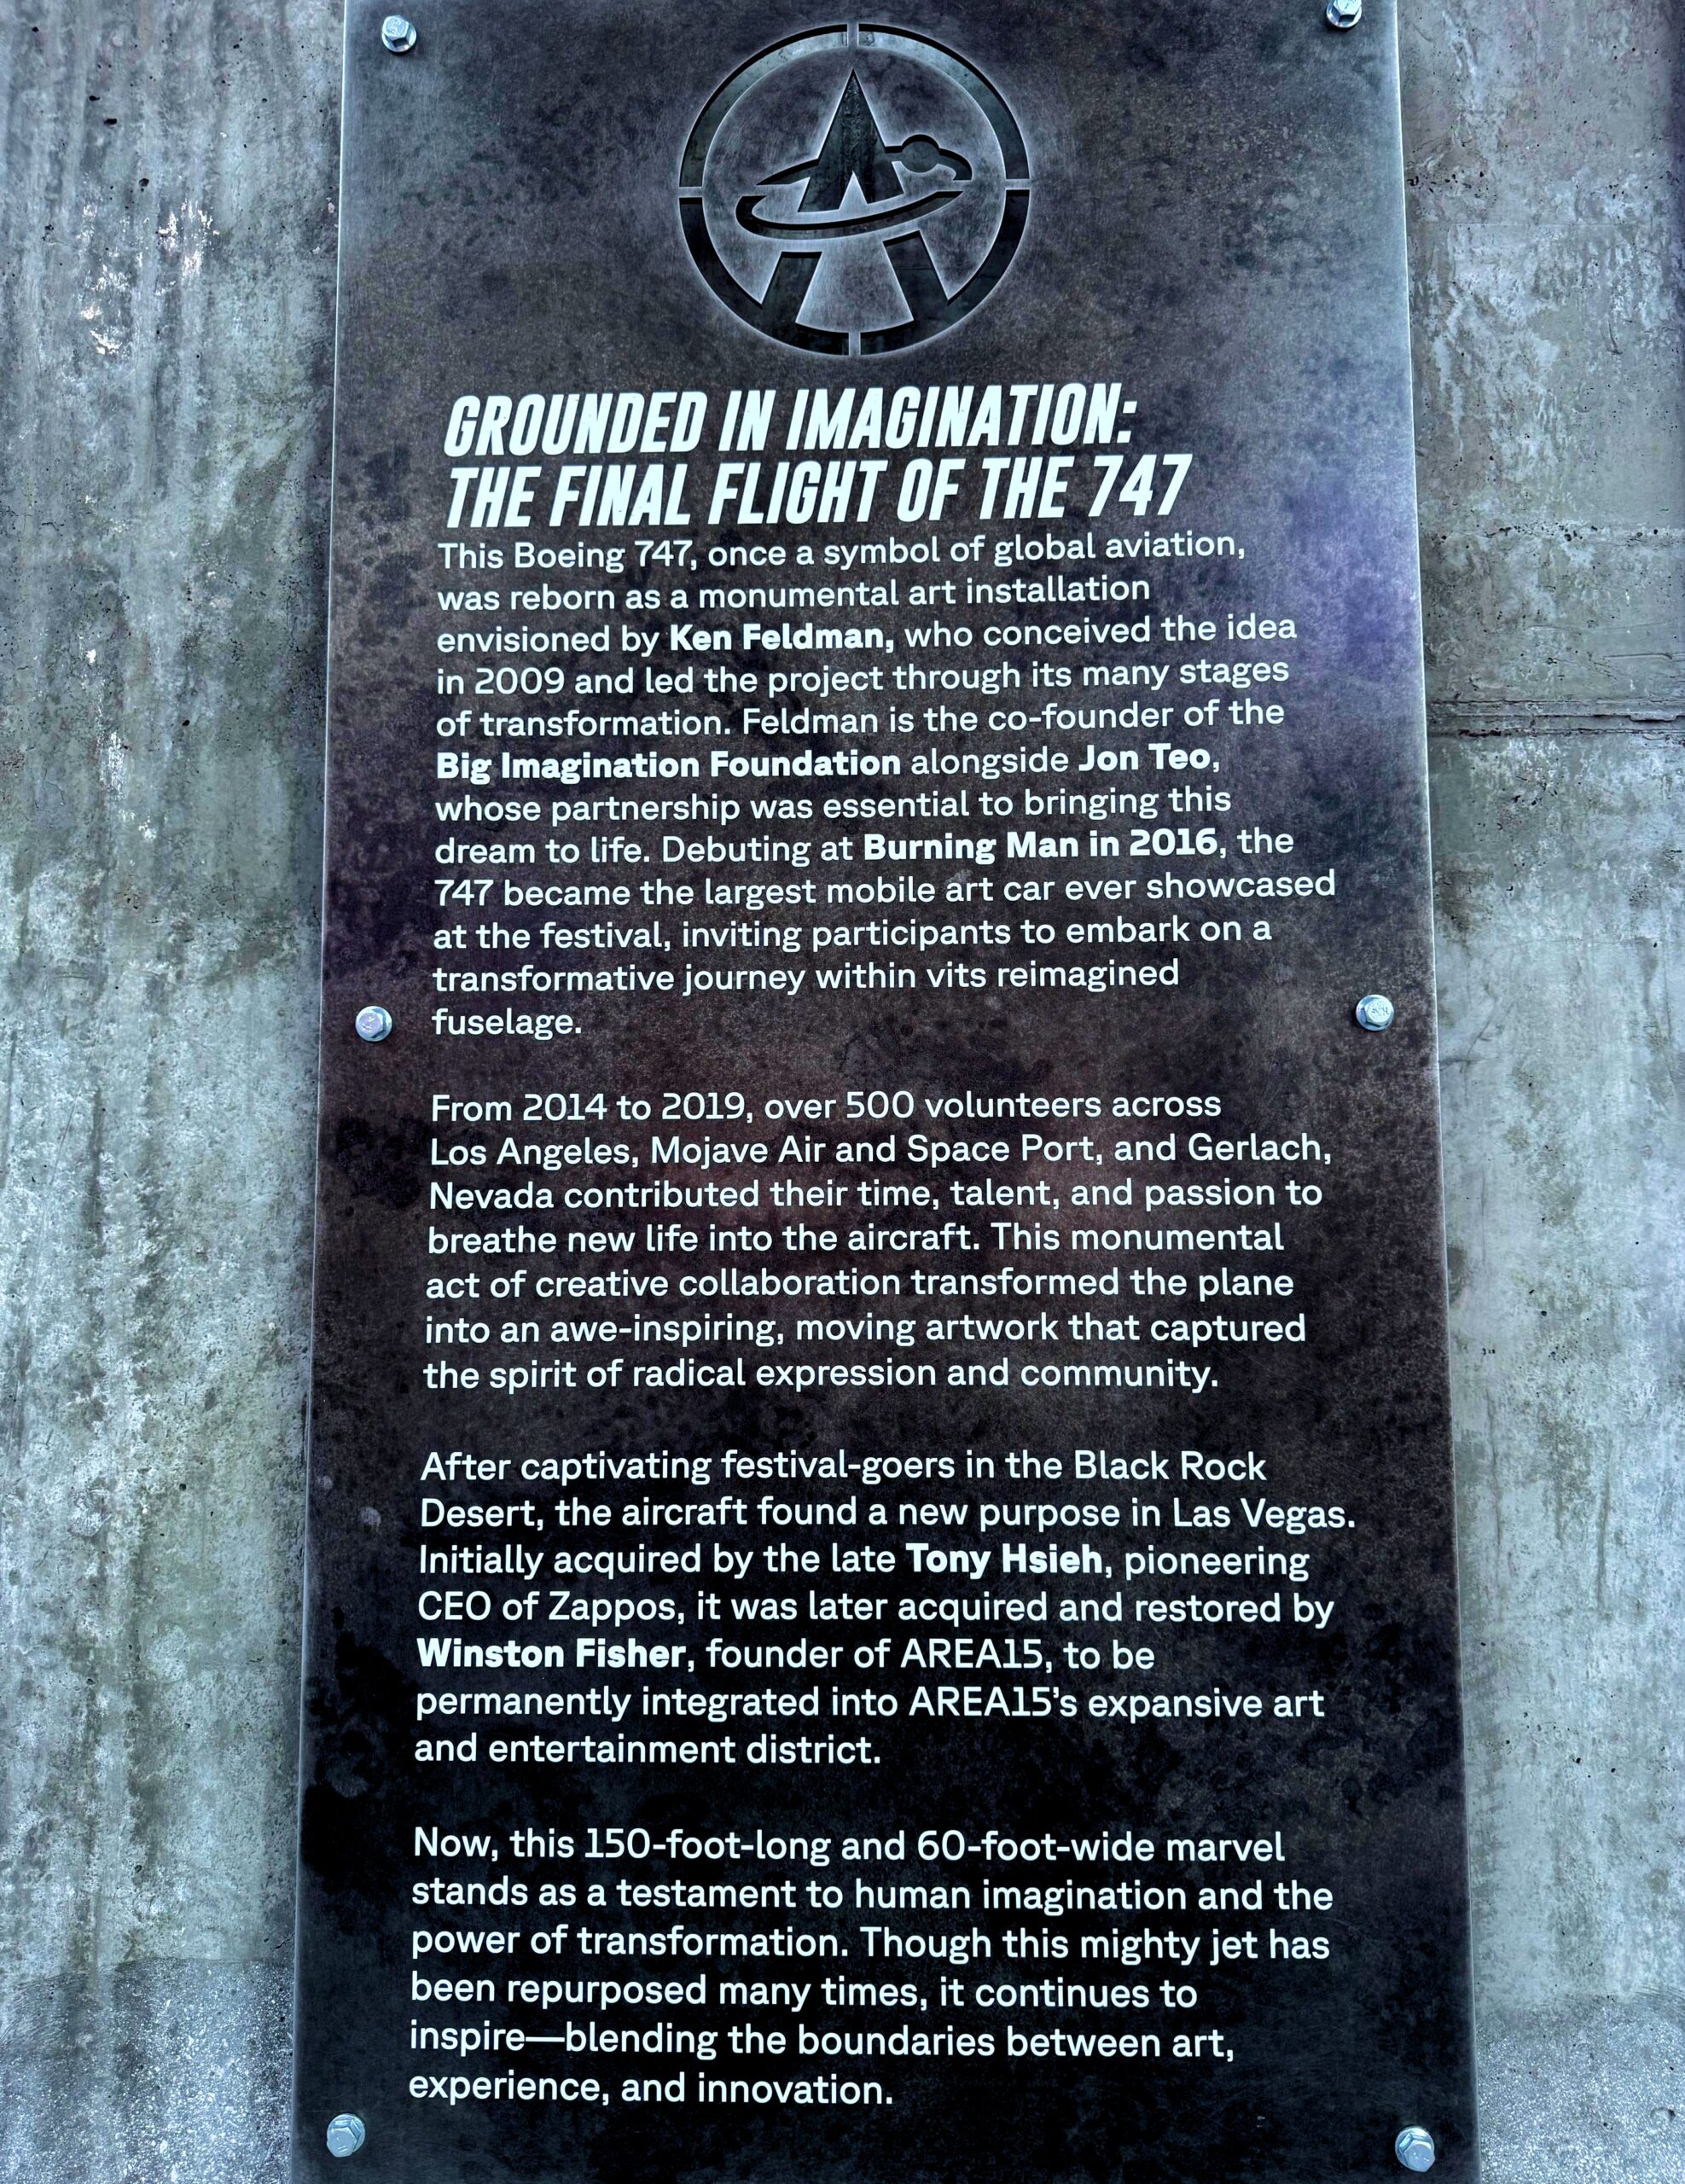 GROUNDED IN IMAGINATION:
THE FINAL FLIGHT OF THE 747
This Boeing 747, once a symbol of global aviation,
was reborn as a monumental art installation
envisioned by Ken Feldman, who conceived the idea
in 2009 and led the project through its many stages
of transformation. Feldman is the co-founder of the
Big Imagination Foundation alongside Jon Teo,
whose partnership was essential to bringing this
dream to life. Debuting at Burning Man in 2016, the
747 became the largest mobile art car ever showcased
at the festival, inviting participants to embark on a
transformative journey within vits reimagined
fuselage.
From 2014 to 2019, over 500 volunteers across
Los Angeles, Mojave Air and Space Port, and Gerlach,
Nevada contributed their time, talent, and passion to
breathe new life into the aircraft. This monumental
act of creative collaboration transformed the plane
into an awe-inspiring, moving artwork that captured
the spirit of radical expression and community.
After captivating festival-goers in the Black Rock
Desert, the aircraft found a new purpose in Las Vegas.
Initially acquired by the late Tony Hsieh, pioneering
CEO of Zappos, it was later acquired and restored by
Winston Fisher, founder of AREA15, to be
permanently integrated into AREA15's expansive art
and entertainment district.
Now, this 150-foot-long and 60-foot-wide marvel
stands as a testament to human imagination and the
power of transformation. Though this mighty jet has
been repurposed many times, it continues to
inspire—blending the boundaries between art,
experience, and innovation.